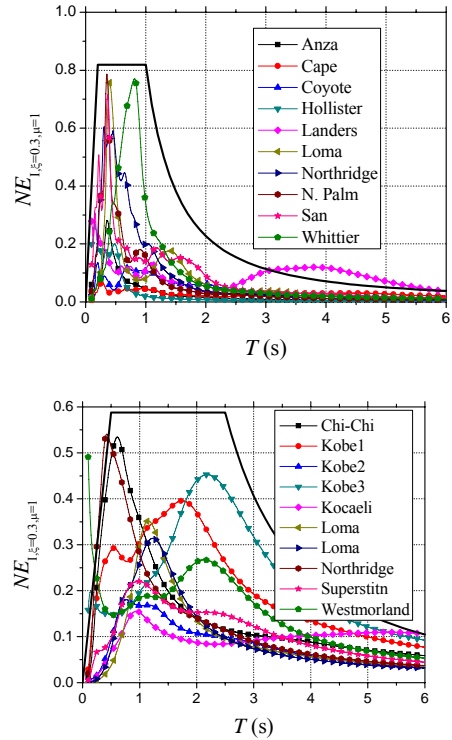 1.0
0.8
0.6
0.4
0.2
0.0
NE I,ξ=0.3,μ=1
Anza
Cape
Coyote
Hollister
Landers
Loma
Northridge
N. Palm
San
Whittier
0 1 2 3 4 5 6
T (s)
0.6
0.5
0.4
0.3
0.2
0.1
0.0
NE I,ξ=0.3,μ=1
Chi-Chi
Kobe1
Kobe2
Kobe3
Kocaeli
Loma
Loma
Northridge
Superstitn
Westmorland
0 1 2 3 4 5 6
T (s)